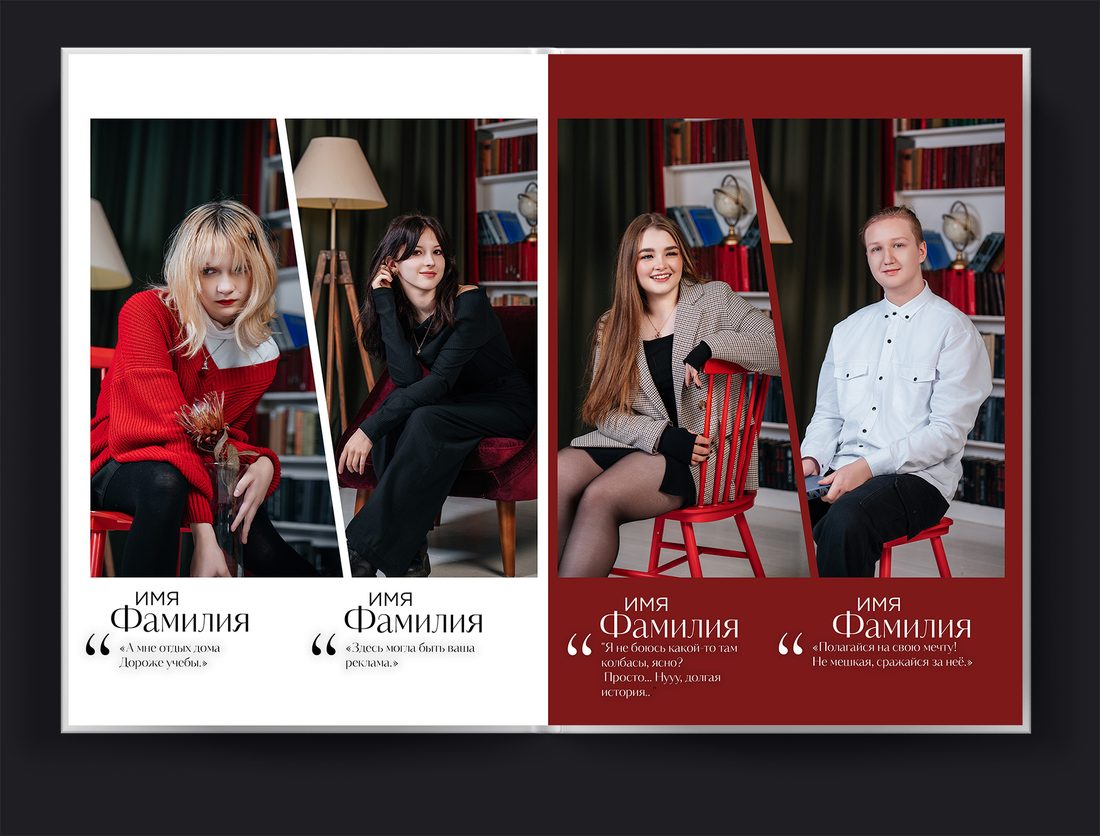 ИМЯ
Фамилия
“ «А мне отдых дома
Дороже учебы.»
ИМЯ
Фамилия
“ «Здесь могла быть ваша
реклама.»
ИМЯ
Фамилия
“ "Я не боюсь какой-то там
колбасы, ясно?
Просто... Нууу, долгая
история.. "
ИМЯ
Фамилия
“ «Полагайся на свою мечту!
Не мешкая, сражайся за неё.»